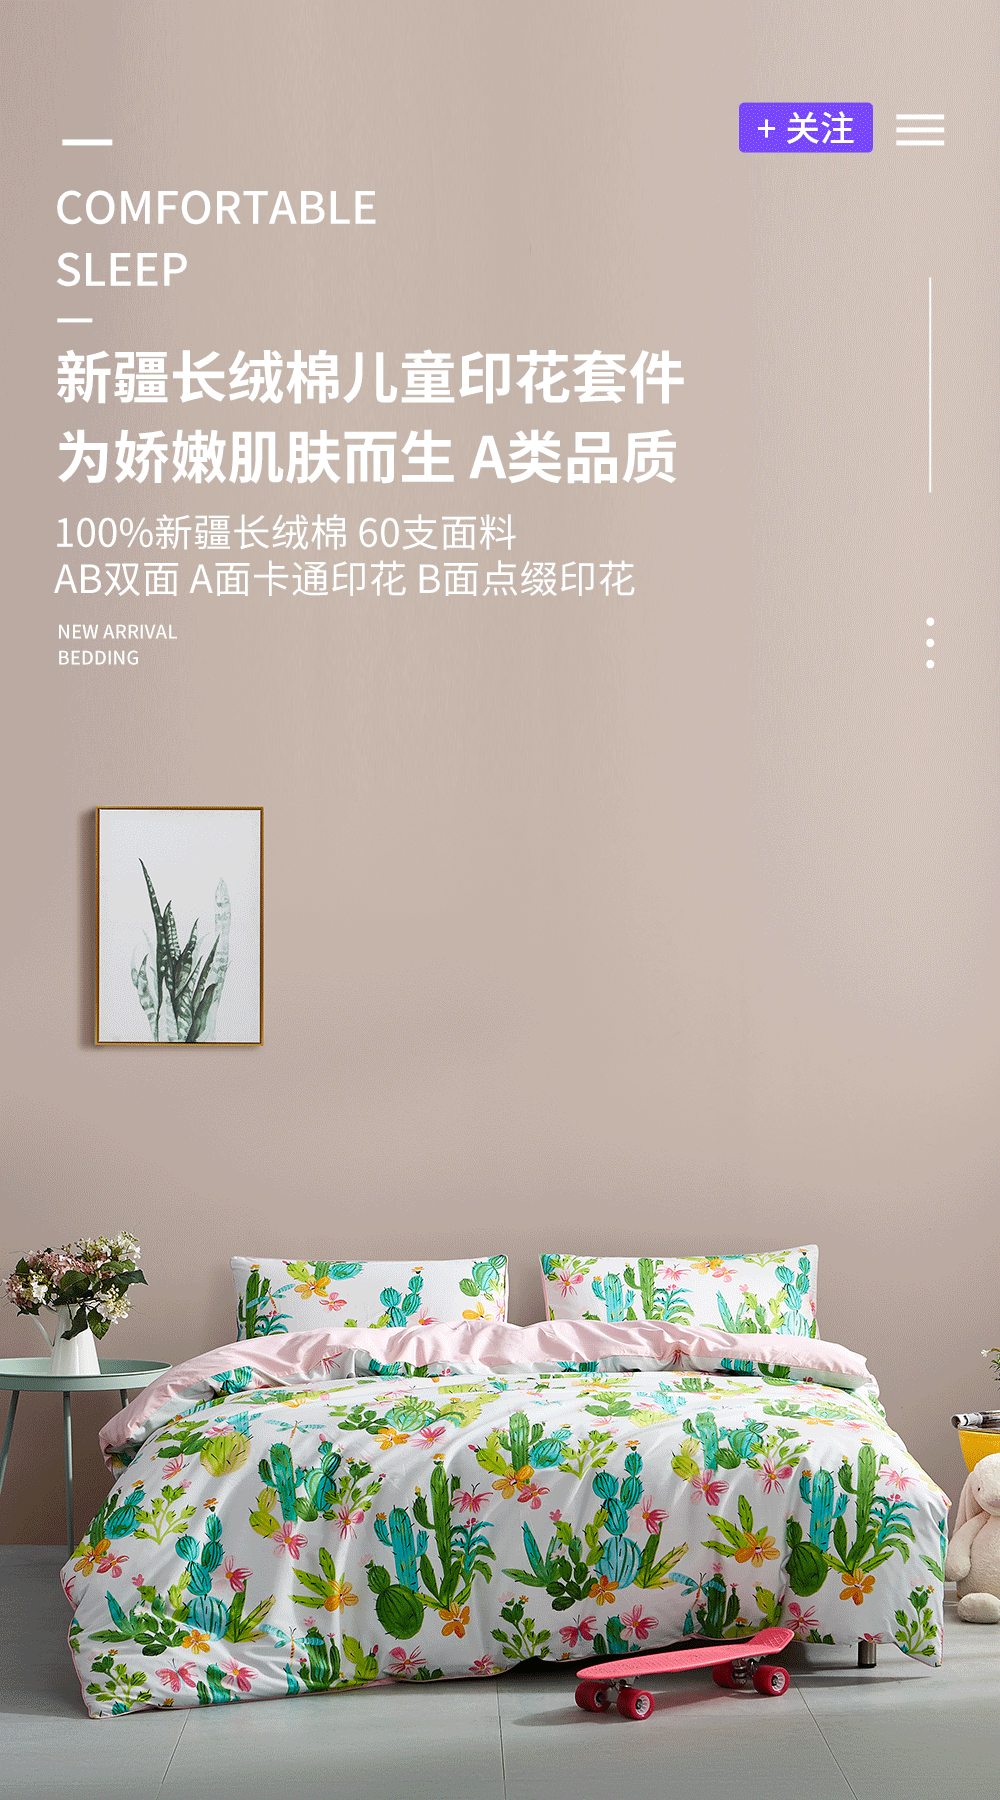 + 关注
COMFORTABLE
SLEEP
新疆长绒棉儿童印花套件
为娇嫩肌肤而生 A类品质
100%新疆长绒棉 60支面料
AB双面 A面卡通印花 B面点缀印花
NEW ARRIVAL
BEDDING